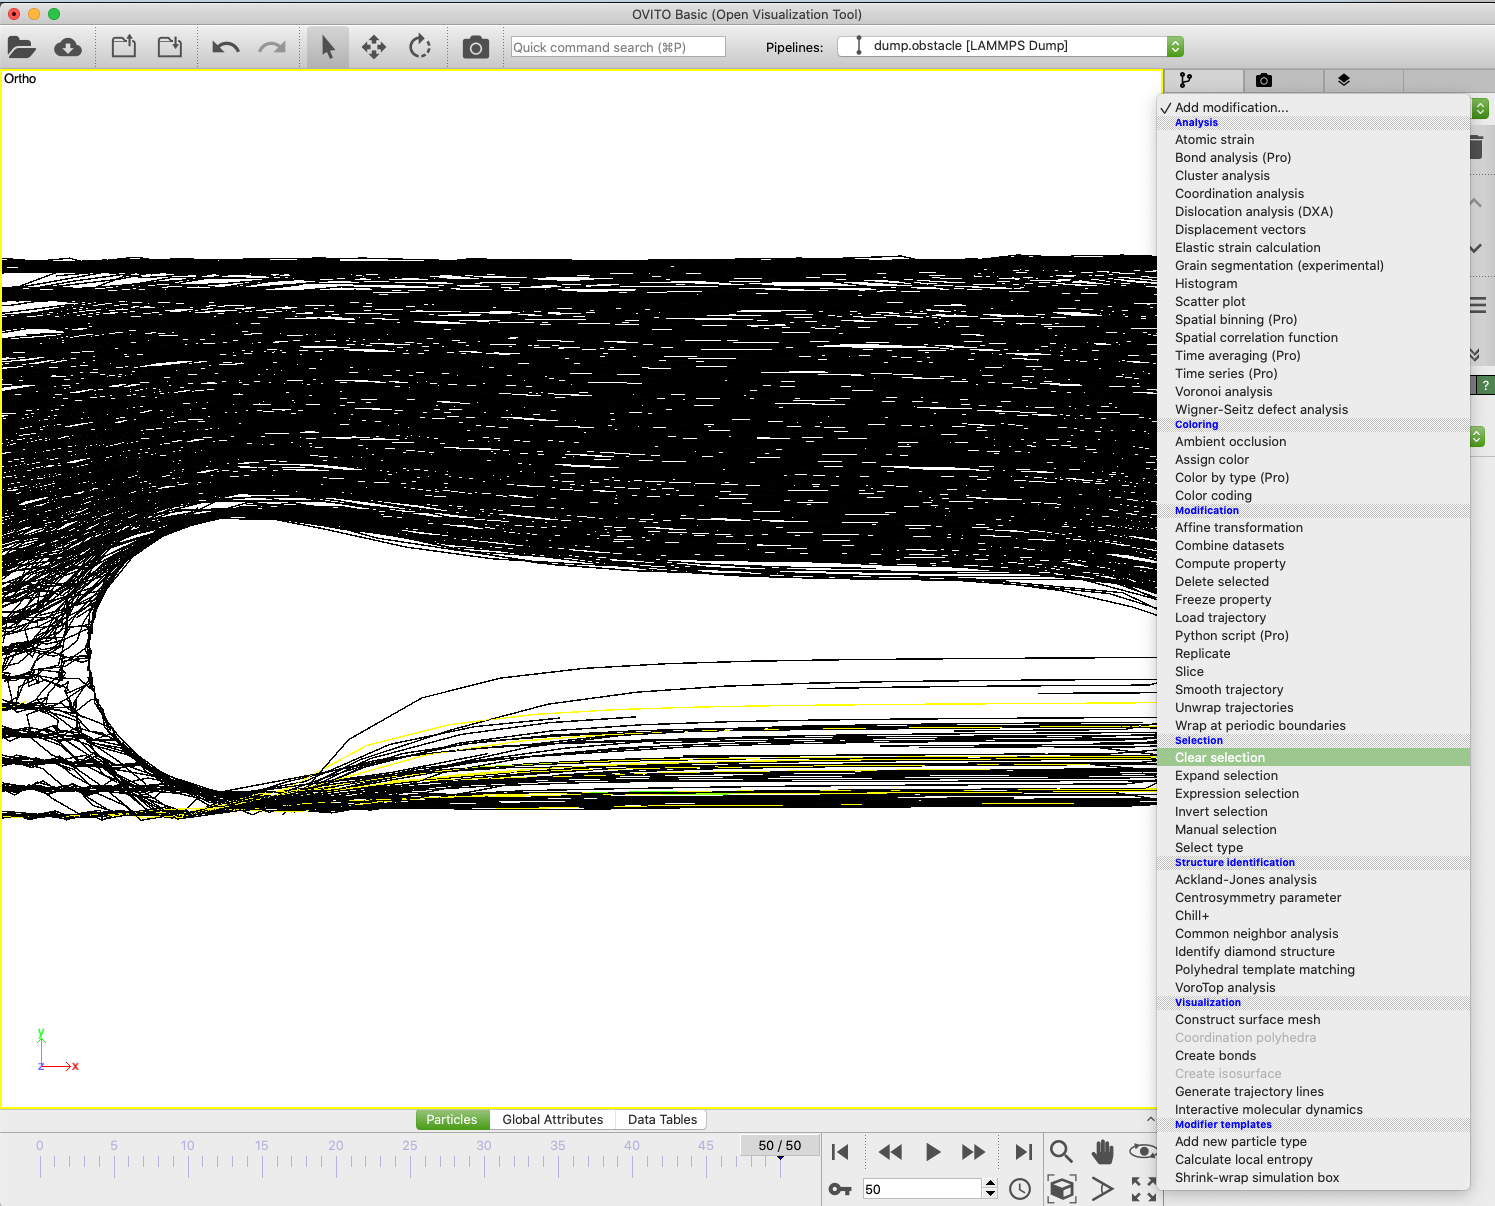 OVITO Basic (Open Visualization Tool)
Quick command search (⌘P)
Pipelines:
dump.obstacle [LAMMPS Dump]
Ortho
✓ Add modification...
Analysis
Atomic strain
Bond analysis (Pro)
Cluster analysis
Coordination analysis
Dislocation analysis (DXA)
Displacement vectors
Elastic strain calculation
Grain segmentation (experimental)
Histogram
Scatter plot
Spatial binning (Pro)
Spatial correlation function
Time averaging (Pro)
Time series (Pro)
Voronoi analysis
Wigner-Seitz defect analysis
Coloring
Ambient occlusion
Assign color
Color by type (Pro)
Color coding
Modification
Affine transformation
Combine datasets
Compute property
Delete selected
Freeze property
Load trajectory
Python script (Pro)
Replicate
Slice
Smooth trajectory
Unwrap trajectories
Wrap at periodic boundaries
Selection
Clear selection
Expand selection
Expression selection
Invert selection
Manual selection
Select type
Structure identification
Ackland-Jones analysis
Centrosymmetry parameter
Chill+
Common neighbor analysis
Identify diamond structure
Polyhedral template matching
VoroTop analysis
Visualization
Construct surface mesh
Coordination polyhedra
Create bonds
Create isosurface
Generate trajectory lines
Interactive molecular dynamics
Modifier templates
Add new particle type
Calculate local entropy
Shrink-wrap simulation box
?
y
z x
Particles Global Attributes Data Tables
0 5 10 15 20 25 30 35 40 45 50 / 50
50